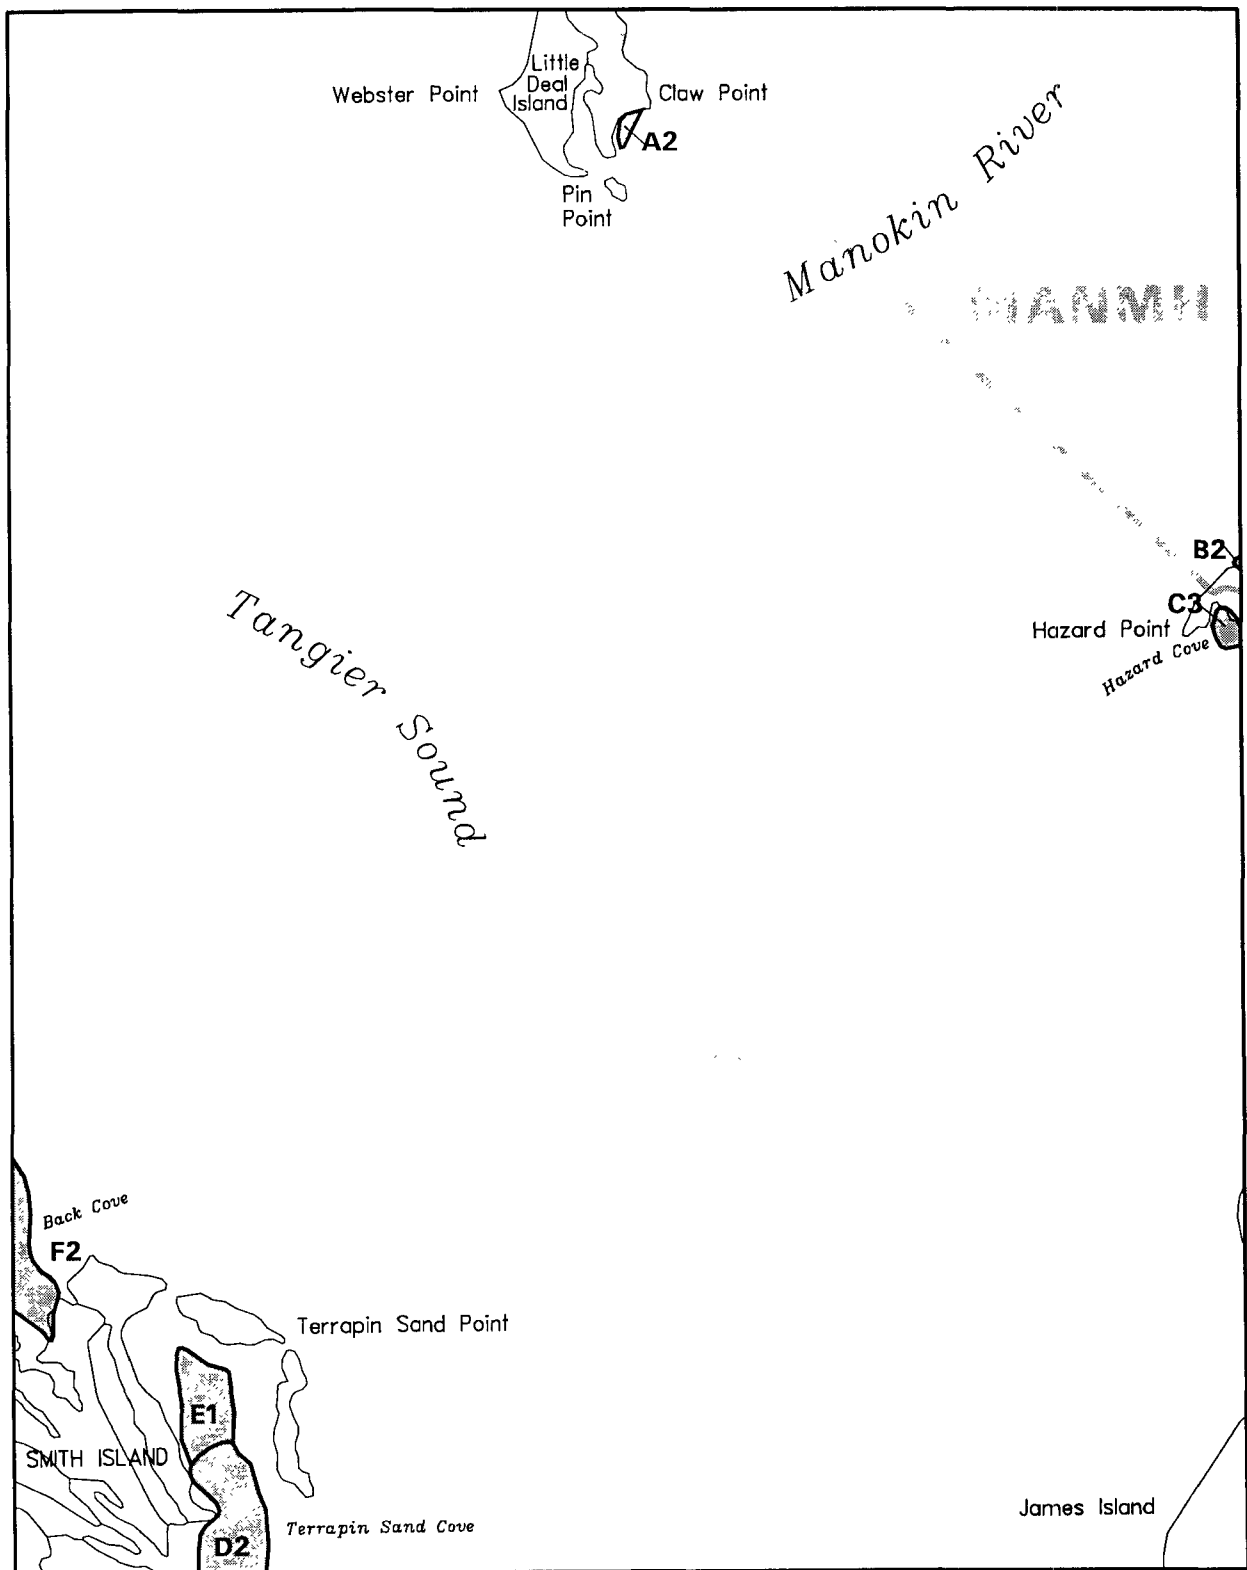 Little
Deal
Island
Webster Point
Claw Point
A2
Pin
Point
Manokin River
MANMH
B2
C3
Hazard Point
Hazard Cove
Tangier Sound
Back Cove
F2
Terrapin Sand Point
E1
SMITH ISLAND
James Island
Terrapin Sand Cove
D2